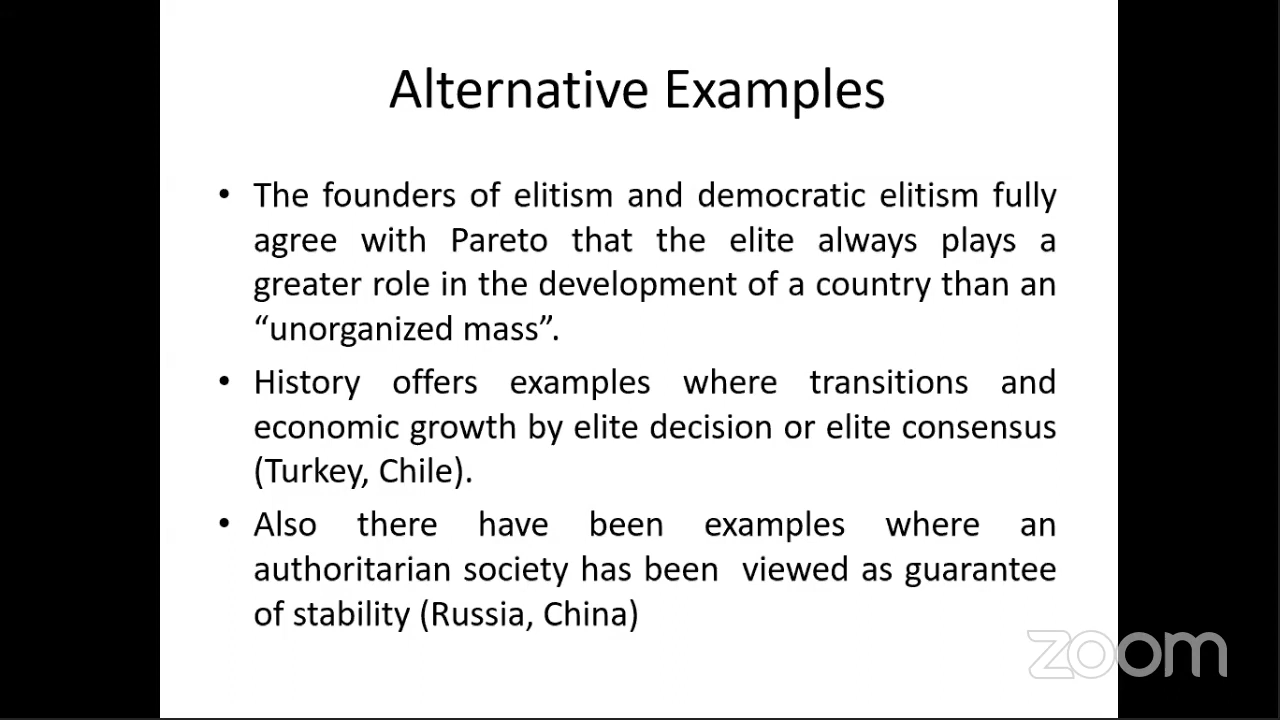 Alternative Examples
• The founders of elitism and democratic elitism fully
agree with Pareto that the elite always plays a
greater role in the development of a country than an
“unorganized mass”.
• History offers examples where transitions and
economic growth by elite decision or elite consensus
(Turkey, Chile).
• Also there have been examples where an
authoritarian society has been viewed as guarantee
of stability (Russia, China)
zoom